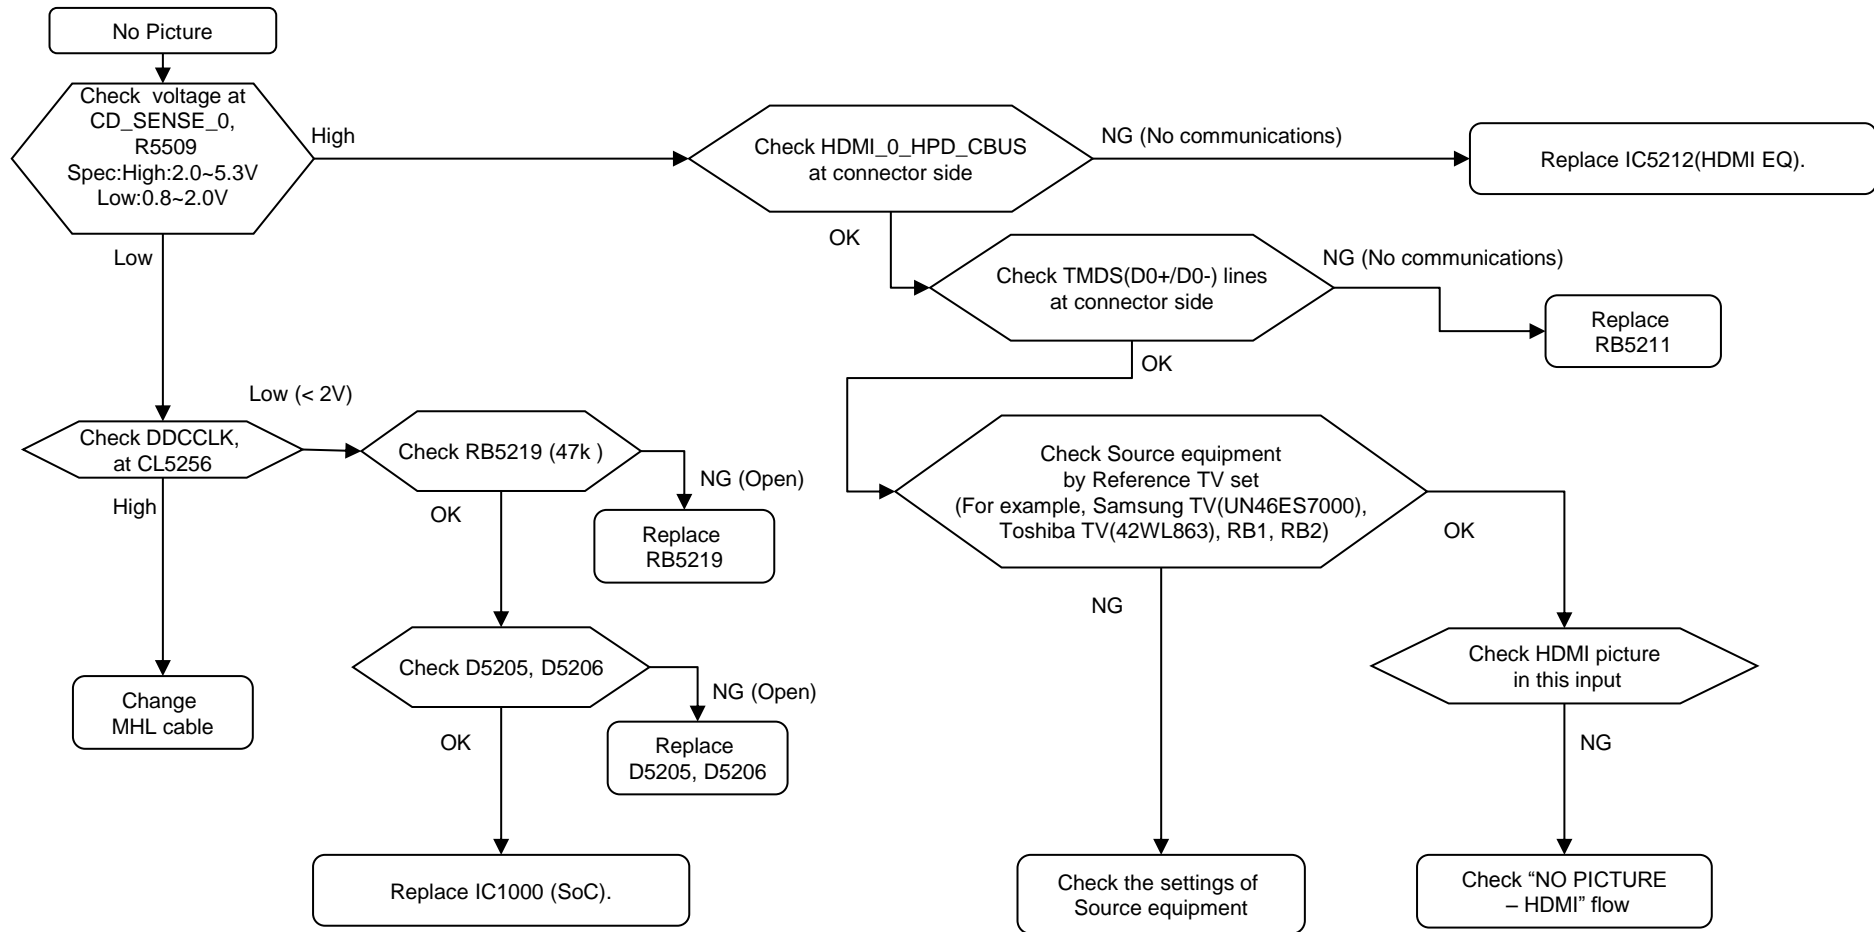 No Picture
Check voltage at
CD_SENSE_0,
R5509
Spec:High:2.0~5.3V
Low:0.8~2.0V
High
Check HDMI_0_HPD_CBUS
at connector side
NG (No communications)
Replace IC5212(HDMI EQ).
OK
Low
Check TMDS(D0+/D0-) lines
at connector side
NG (No communications)
Replace
RB5211
OK
Low (< 2V)
Check DDCCLK,
at CL5256
Check RB5219 (47k )
NG (Open)
High
OK
Replace
RB5219
Check Source equipment
by Reference TV set
(For example, Samsung TV(UN46ES7000),
Toshiba TV(42WL863), RB1, RB2)
OK
NG
Check D5205, D5206
NG (Open)
Check HDMI picture
in this input
Change
MHL cable
OK
Replace
D5205, D5206
NG
Replace IC1000 (SoC).
Check the settings of
Source equipment
Check “NO PICTURE
– HDMI” flow